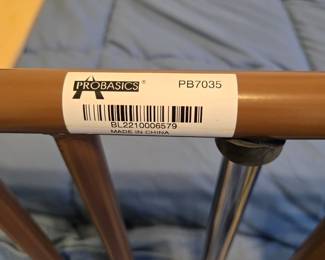 PROBASICS® PB7035
BL2210006579
MADE IN CHINA